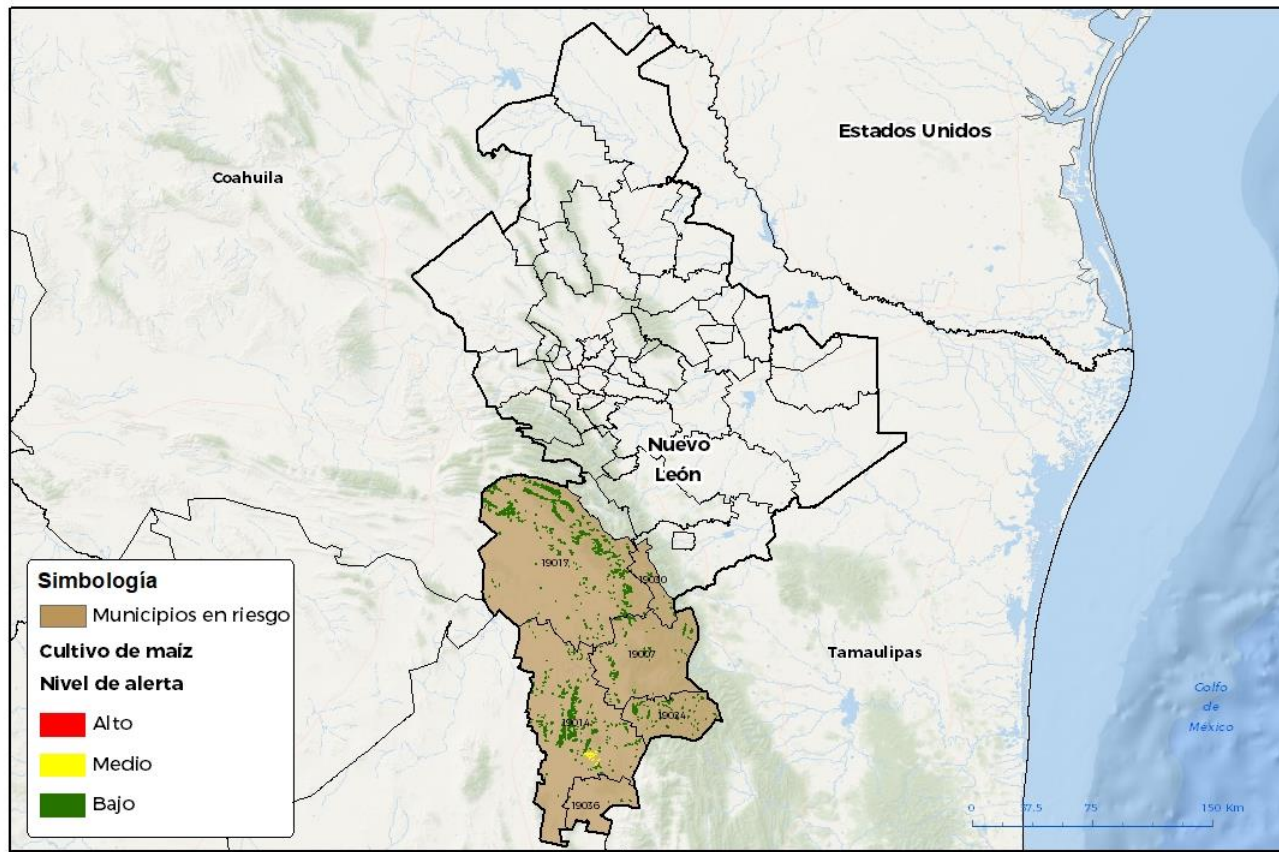 Estados Unidos
Coahuila
Nuevo
León
19017
19030
19007
19014
19024
19036
Tamaulipas
Golfo
de
México
Simbología
Municipios en riesgo
Cultivo de maíz
Nivel de alerta
Alto
Medio
Bajo
0 37.5 75 150 Km